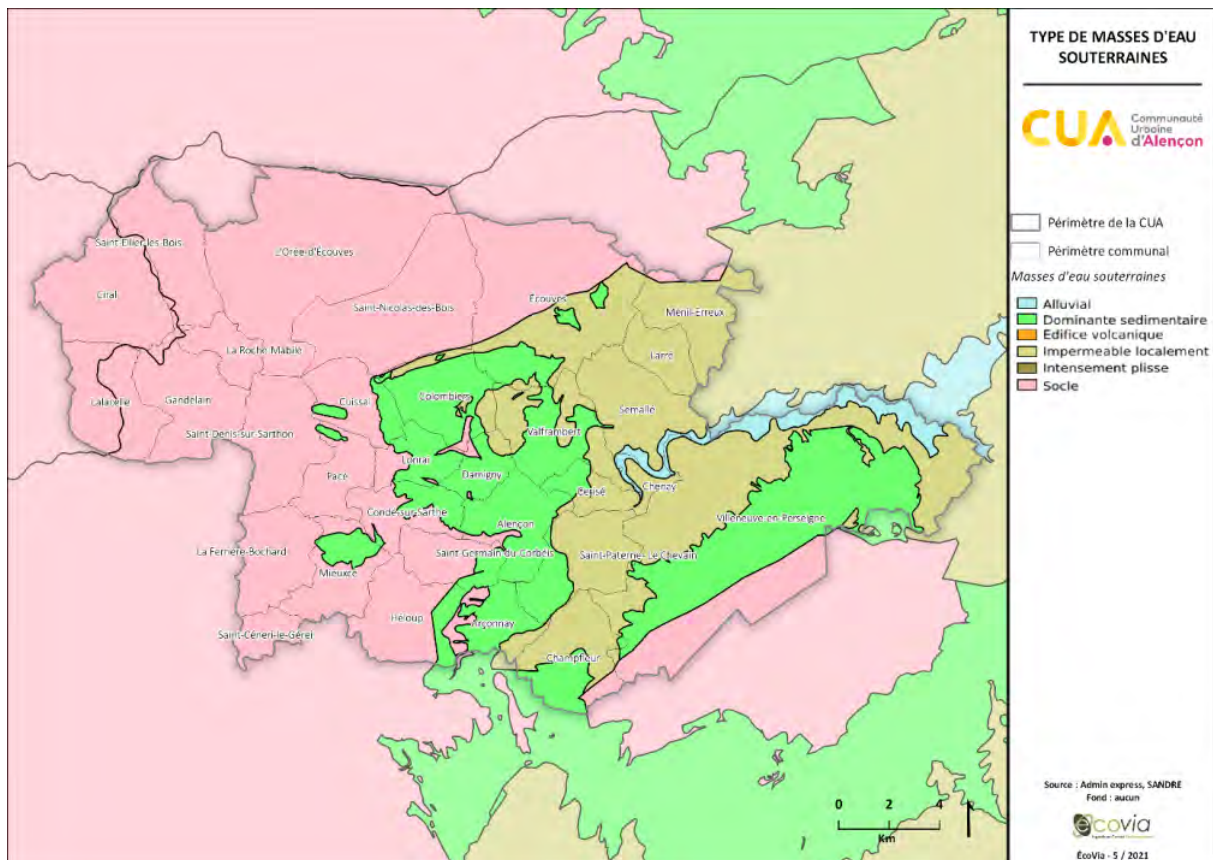 TYPE DE MASSES D'EAU
SOUTERRAINES
CUA Communauté
Urbaine
d'Alençon
Périmètre de la CUA
Périmètre communal
Masses d'eau souterraines
Alluvial
Dominante sedimentaire
Edifice volcanique
Impermeable localement
Intensement plisse
Socle
Saint-Ellier-les-Bois
L'Orée-d'Écouves
Ciral
Saint-Nicolas-des-Bois
Écouves
Ménil-Erreux
La Roche-Mabile
Larré
Lalacelle
Gandelain
Cuissai
Colombiers
Semallé
Saint-Denis-sur-Sarthon
Valframbert
Lonrai
Pacé
Damigny
Cerisé
Chenay
Condé-sur-Sarthe
Alençon
Villeneuve-en-Perseigne
La Ferrière-Bochard
Saint-Germain-du-Corbéis
Saint-Paterne- Le Chevain
Mieuxcé
Héloup
Arçonnay
Saint-Céneri-le-Gérei
Champfleur
0 2 4
Km
Source : Admin express, SANDRE
Fond : aucun
écovia
ÉcoVia - 5 / 2021